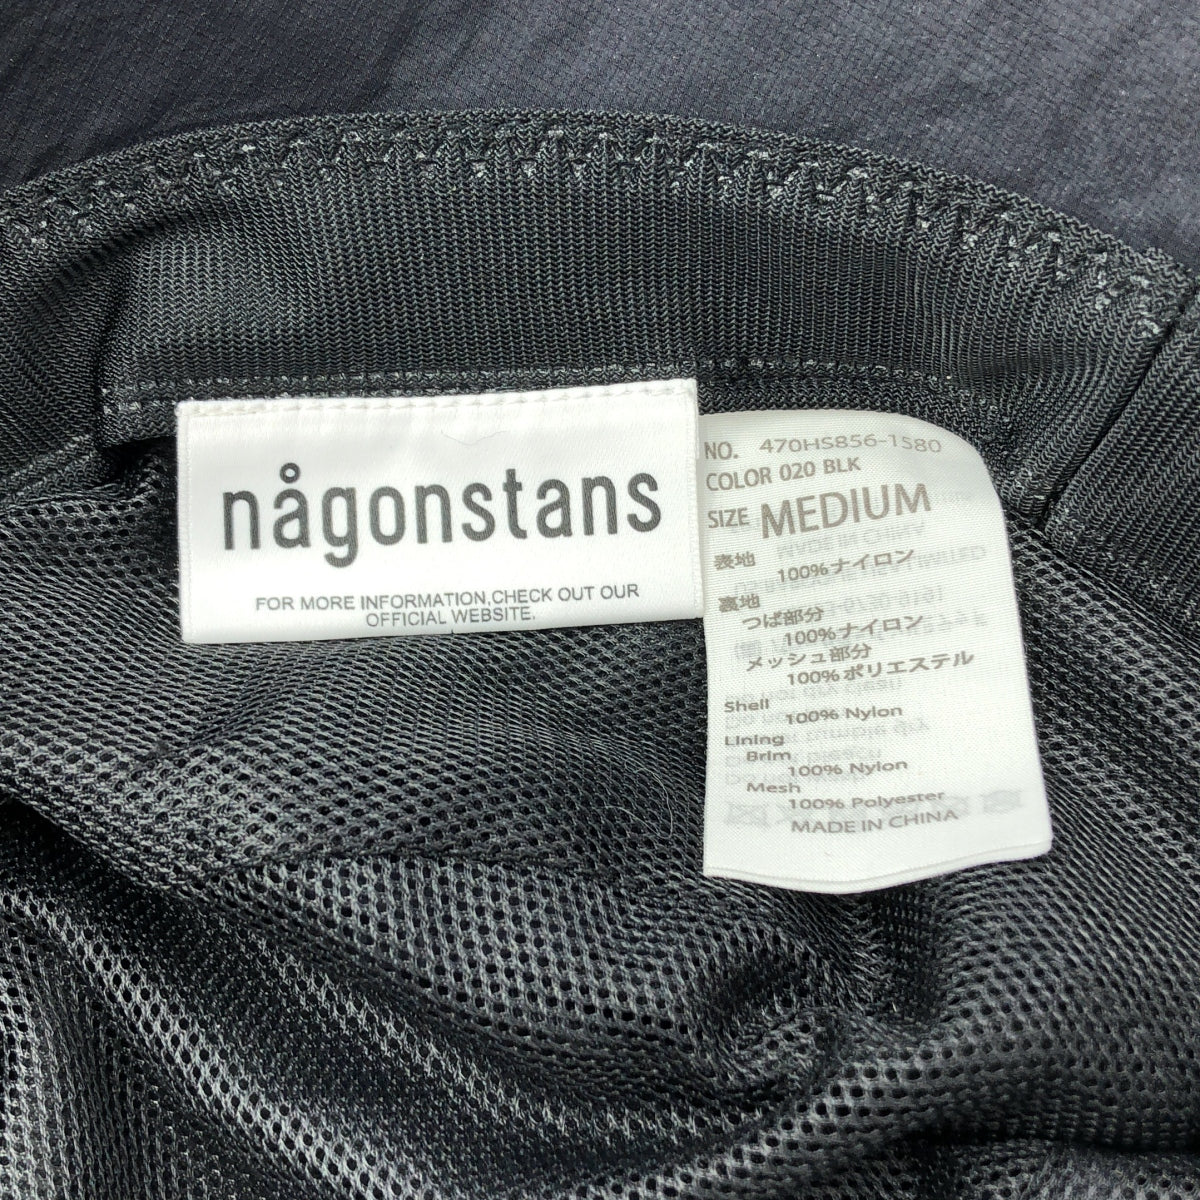 någonstans
FOR MORE INFORMATION,CHECK OUT OUR
OFFICIAL WEBSITE.
NO. 470HS856-1580
COLOR 020 BLK
SIZE MEDIUM
表地
100%ナイロン
裏地
つば部分
100%ナイロン
メッシュ部分
100%ポリエステル
Shell
100% Nylon
Lining
Brim
100% Nylon
Mesh
100% Polyester
MADE IN CHINA